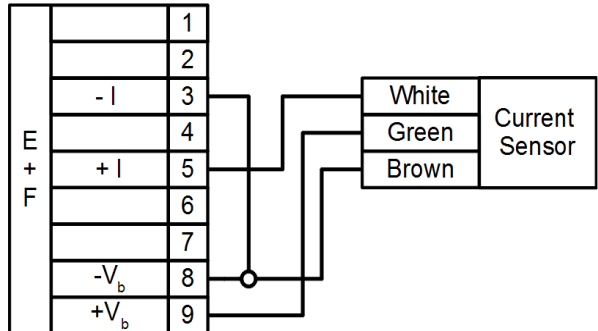 E + F
1
2
- I 3
4
+ I 5
6
7
-Vb 8
+Vb 9
White
Green
Brown
Current
Sensor